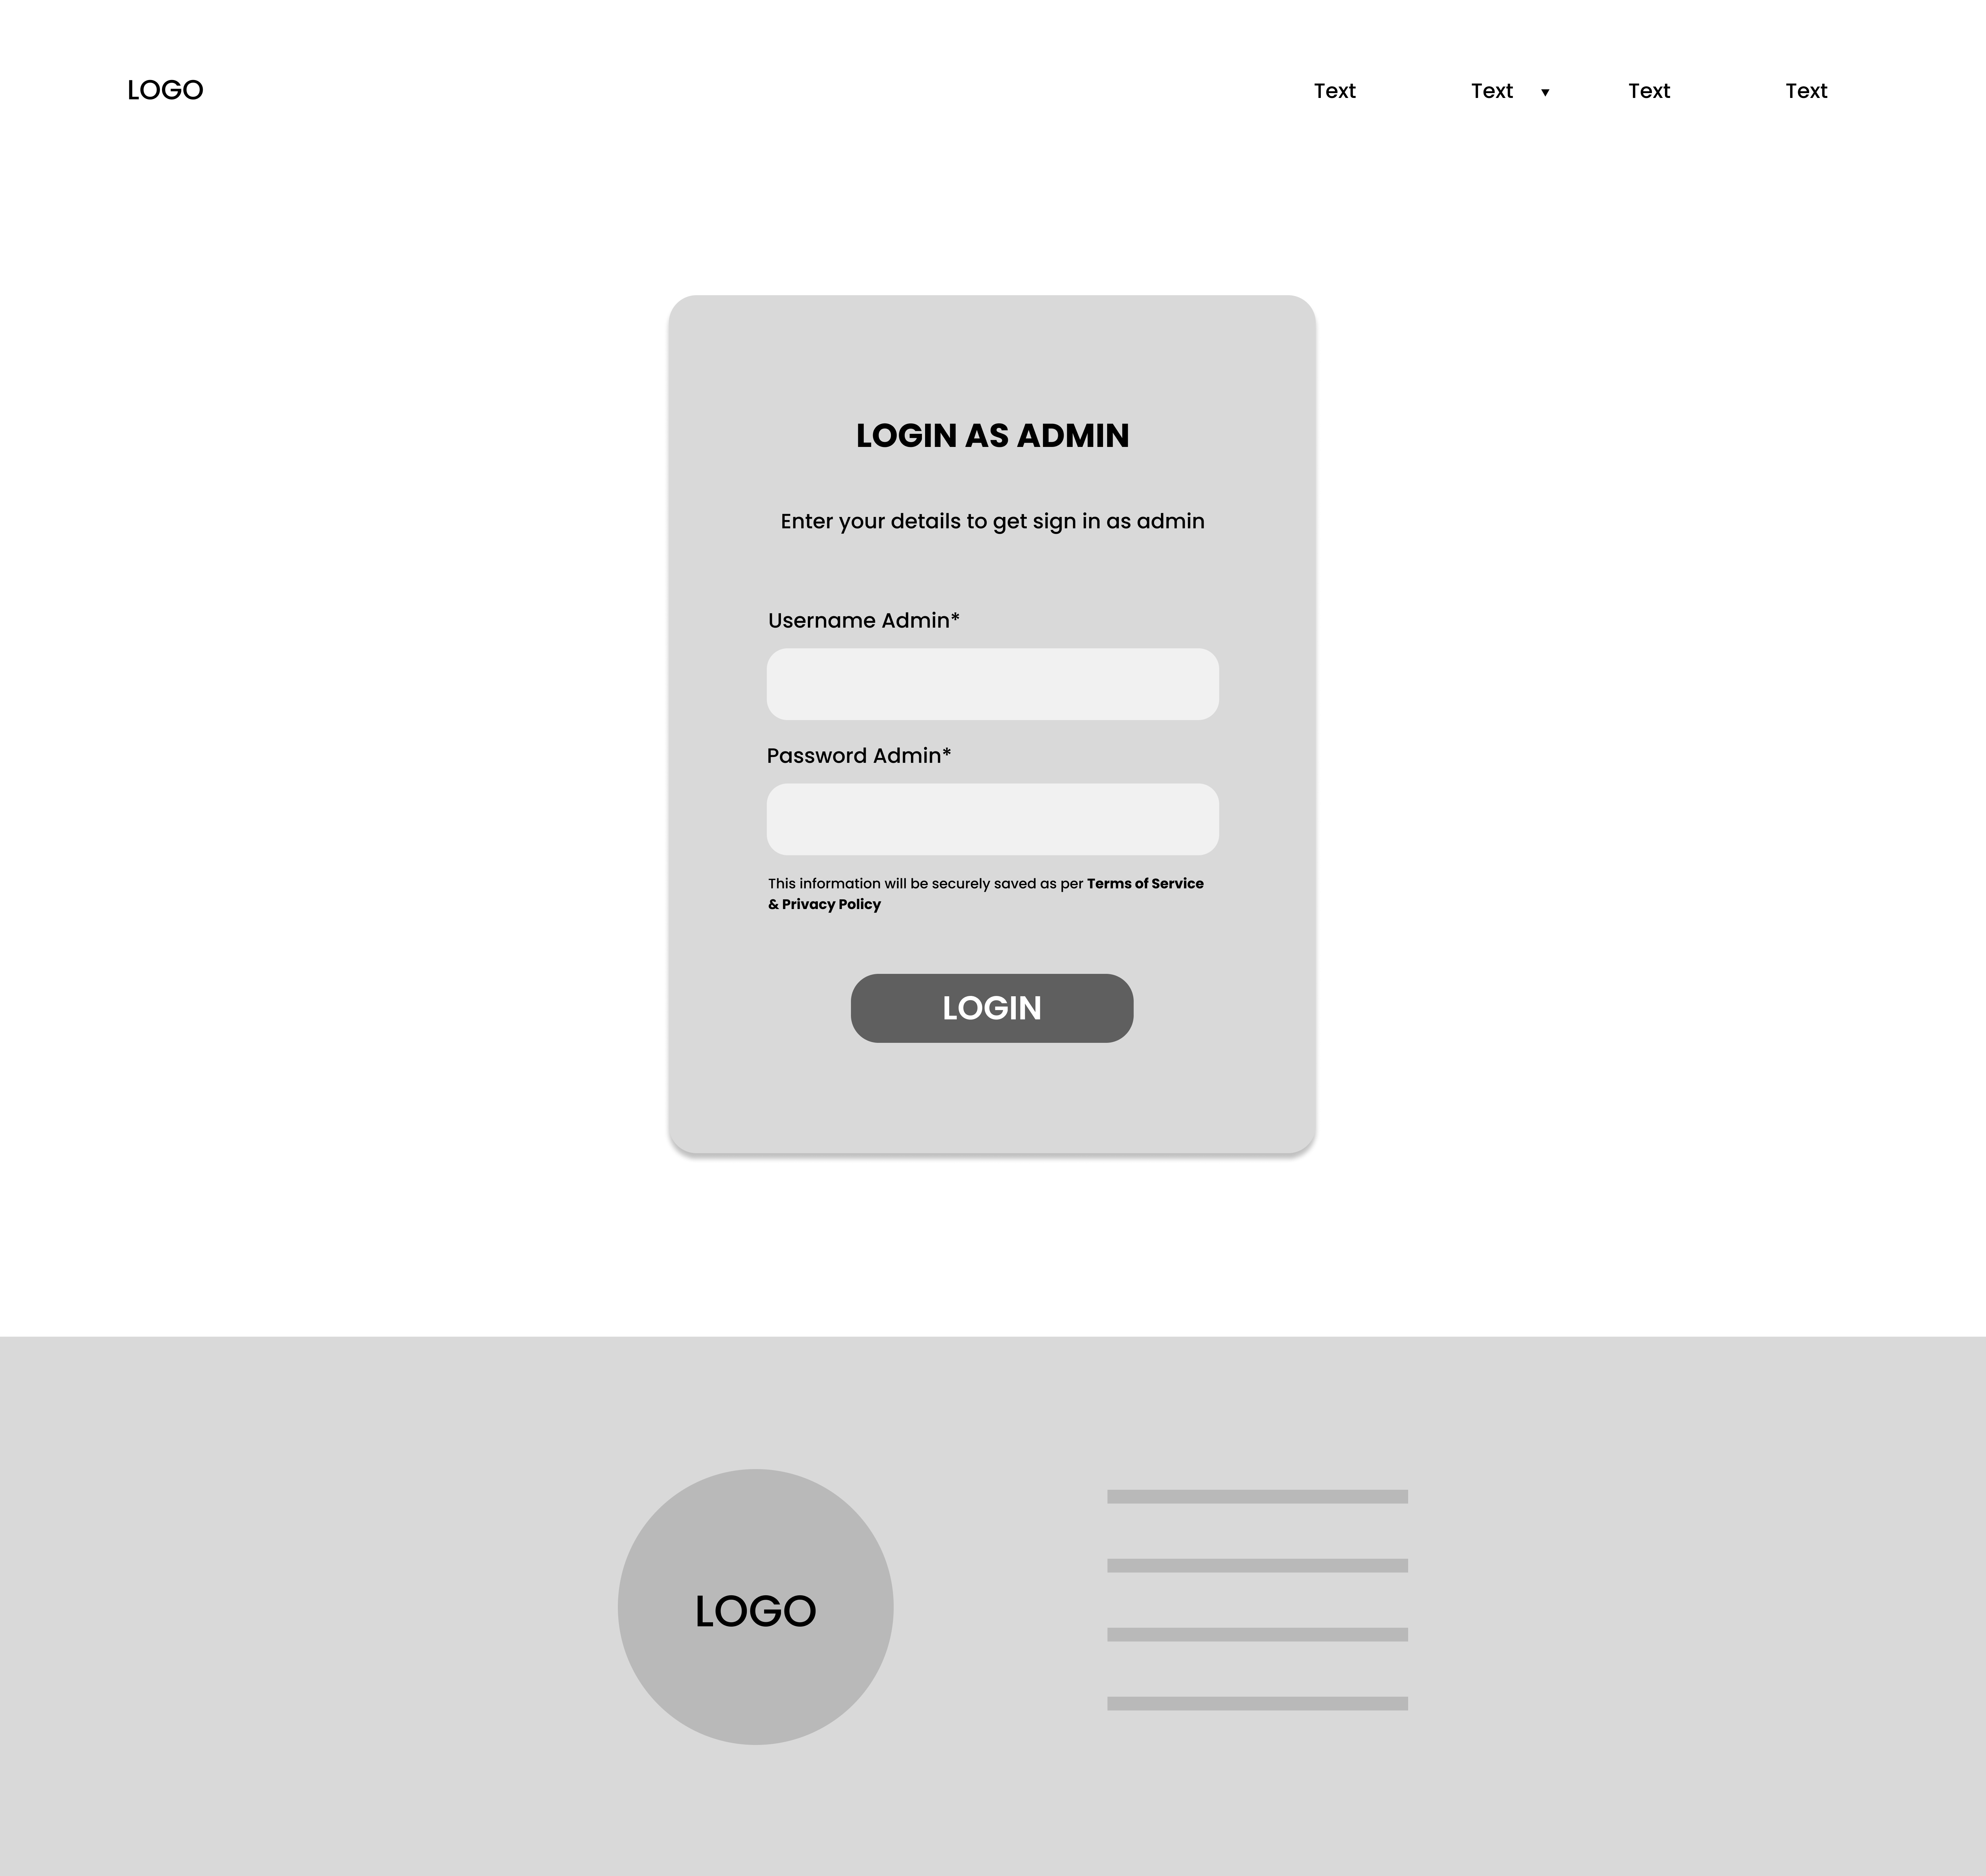 LOGO
Text
Text ▼
Text
Text
LOGIN AS ADMIN
Enter your details to get sign in as admin
Username Admin*
Password Admin*
This information will be securely saved as per Terms of Service
& Privacy Policy
LOGIN
LOGO